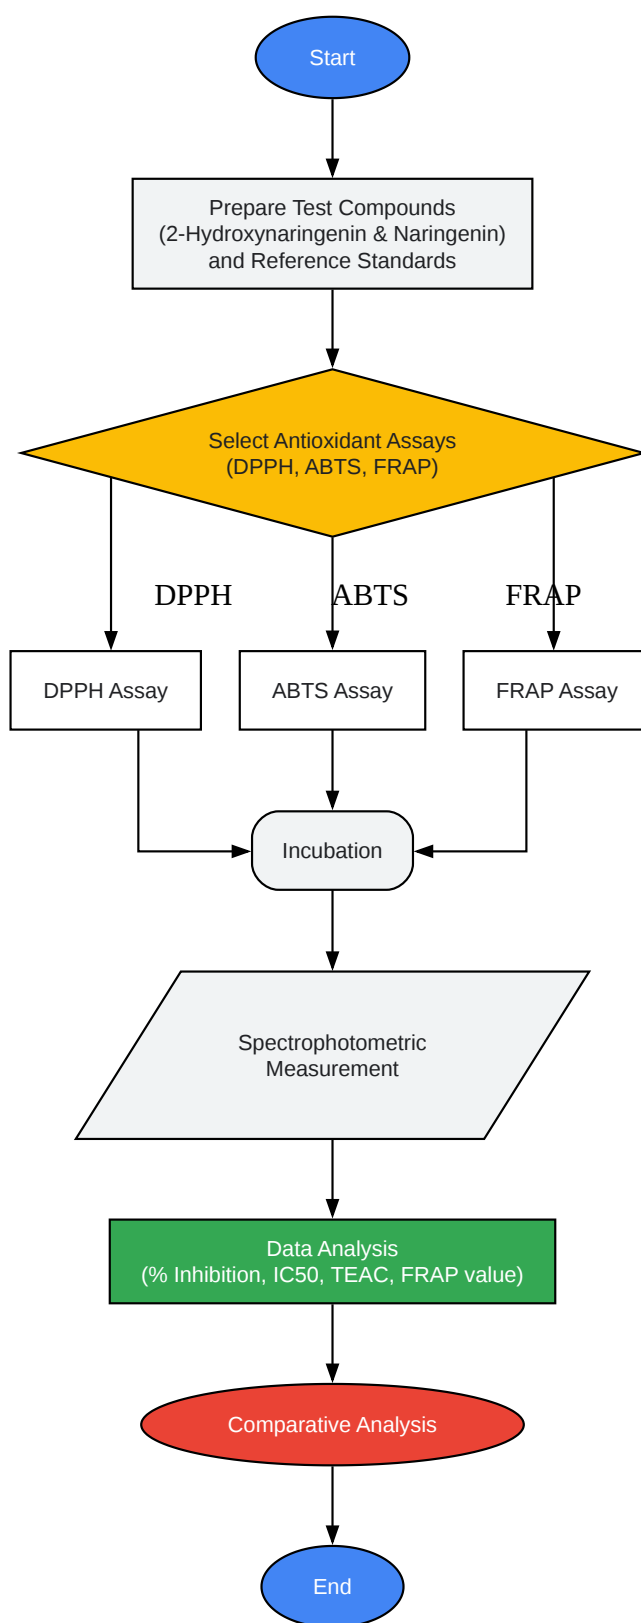 Start
Prepare Test Compounds
(2-Hydroxynaringenin & Naringenin)
and Reference Standards
Select Antioxidant Assays
(DPPH, ABTS, FRAP)
DPPH
ABTS
FRAP
DPPH Assay
ABTS Assay
FRAP Assay
Incubation
Spectrophotometric
Measurement
Data Analysis
(% Inhibition, IC50, TEAC, FRAP value)
Comparative Analysis
End